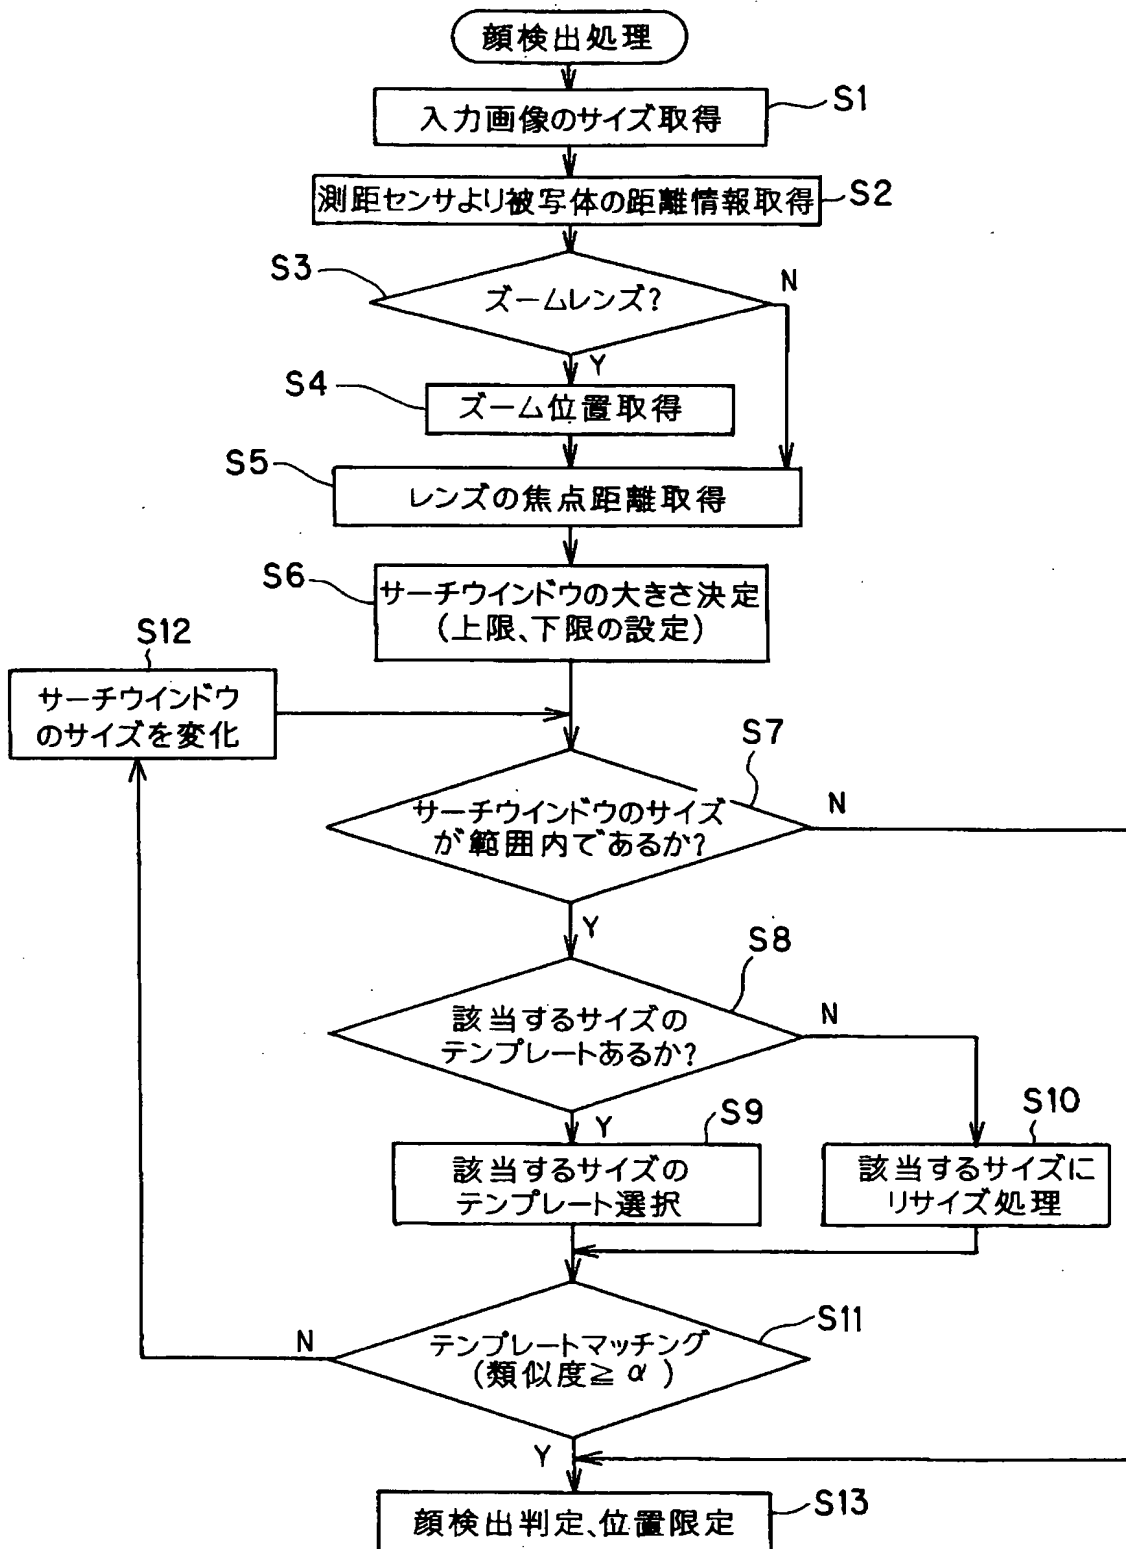 顔検出処理
入力画像のサイズ取得
S1
測距センサより被写体の距離情報取得
S2
S3
ズームレンズ?
N
Y
S4
ズーム位置取得
S5
レンズの焦点距離取得
S6
サーチウインドウの大きさ決定
(上限、下限の設定)
S12
サーチウインドウ
のサイズを変化
S7
サーチウインドウのサイズ
が範囲内であるか?
N
Y
S8
該当するサイズの
テンプレートあるか?
N
Y
S9
該当するサイズの
テンプレート選択
S10
該当するサイズに
リサイズ処理
S11
テンプレートマッチング
(類似度≧α)
N
Y
S13
顔検出判定、位置限定